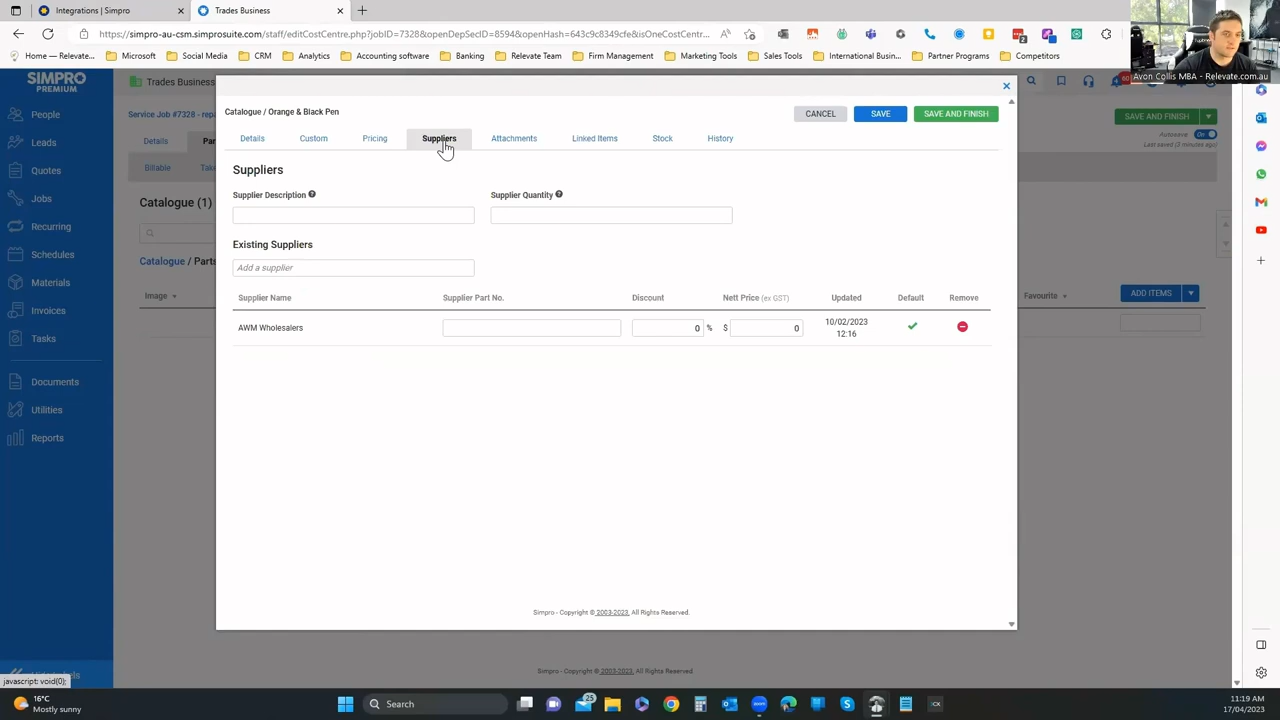 Integrations | Simpro
Trades Business
https://simpro-au-csm.simprosuite.com/staff/editCostCentre.php?jobID=7328&openDepSecID=8594&openHash=643c9c8349cfe&isOneCostCentr...
Home — Releva...
Microsoft
Social Media
CRM
Analytics
Accounting software
Banking
Relevate Team
Firm Management
Marketing Tools
Sales Tools
International Busin...
Partner Programs
Competitors
Avon Collis MBA - Relevate.com.au
SIMPRO
PREMIUM
Trades Business
People
Leads
Quotes
Jobs
Recurring
Schedules
Materials
Invoices
Tasks
Documents
Utilities
Reports
javascript: void(0);
Service Job #7328 - rep
SAVE AND FINISH
Details
Par
Autosave
On
Last saved (3 minutes ago)
Billable
Take
Catalogue (1)
Catalogue / Parts
Image
Favourite
ADD ITEMS
Catalogue / Orange & Black Pen
CANCEL
SAVE
SAVE AND FINISH
Details
Custom
Pricing
Suppliers
Attachments
Linked Items
Stock
History
Suppliers
Supplier Description
Supplier Quantity
Existing Suppliers
Add a supplier
Supplier Name
Supplier Part No.
Discount
Nett Price (ex GST)
Updated
Default
Remove
AWM Wholesalers
0 %
$ 0
10/02/2023
12:16
Simpro - Copyright © 2003-2023, All Rights Reserved.
Simpro - Copyright © 2003-2023, All Rights Reserved
16°C
Mostly sunny
Search
25
11:19 AM
17/04/2023